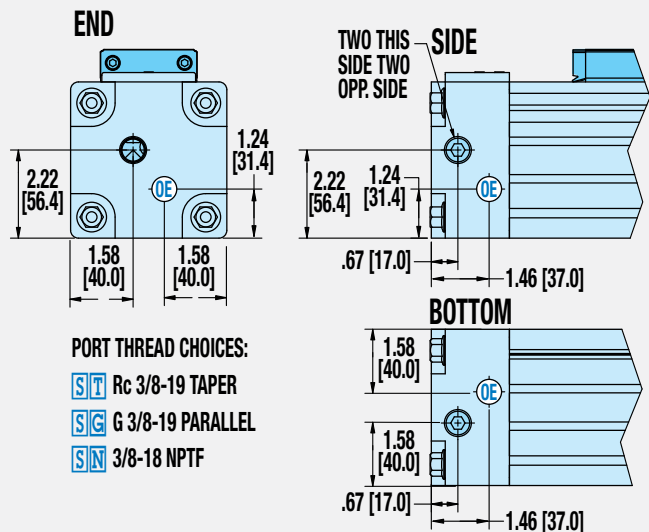 END
2.22
[56.4]
OE
1.24
[31.4]
1.58
[40.0]
1.58
[40.0]
TWO THIS
SIDE TWO
OPP. SIDE
SIDE
2.22
[56.4]
1.24
[31.4]
OE
.67 [17.0]
1.46 [37.0]
PORT THREAD CHOICES:
ST Rc 3/8-19 TAPER
SG G 3/8-19 PARALLEL
SN 3/8-18 NPTF
BOTTOM
1.58
[40.0]
OE
1.58
[40.0]
.67 [17.0]
1.46 [37.0]